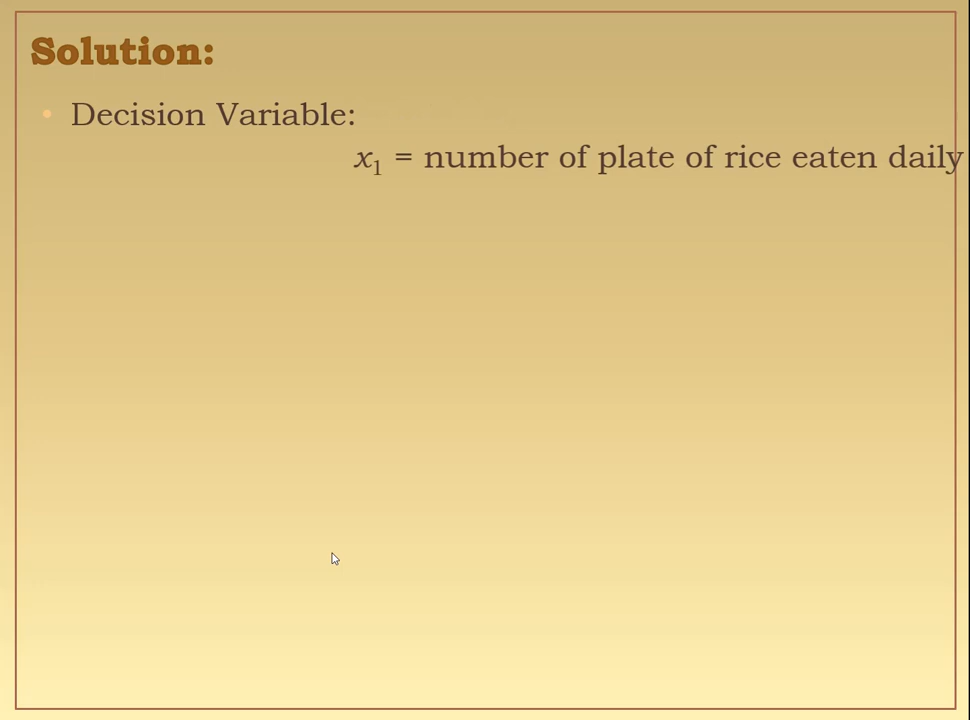 Solution:
• Decision Variable:
x₁ = number of plate of rice eaten daily